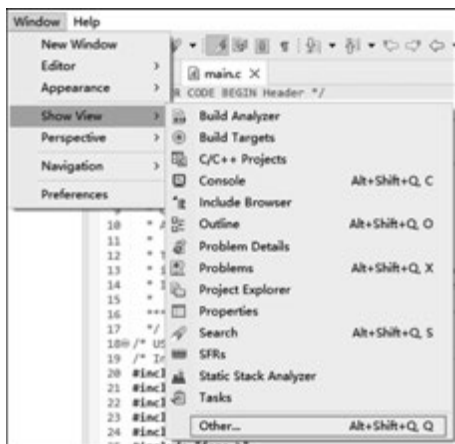 Window Help
New Window
Editor
Appearance
Show View
Perspective
Navigation
Preferences
main.c
CODE BEGIN Header */
Build Analyzer
Build Targets
C/C++ Projects
Console Alt+Shift+Q, C
Include Browser
Outline Alt+Shift+Q, O
Problem Details
Problems Alt+Shift+Q, X
Project Explorer
Properties
Search Alt+Shift+Q, S
SFRs
Static Stack Analyzer
Tasks
Other... Alt+Shift+Q, Q
10 * A
11 *
12 * T
13 * i
14 * I
15 *
16 ***
17 */
18 /* US
19 /* In
20 #incl
21 #incl
22 #incl
23 #incl
24 #incl